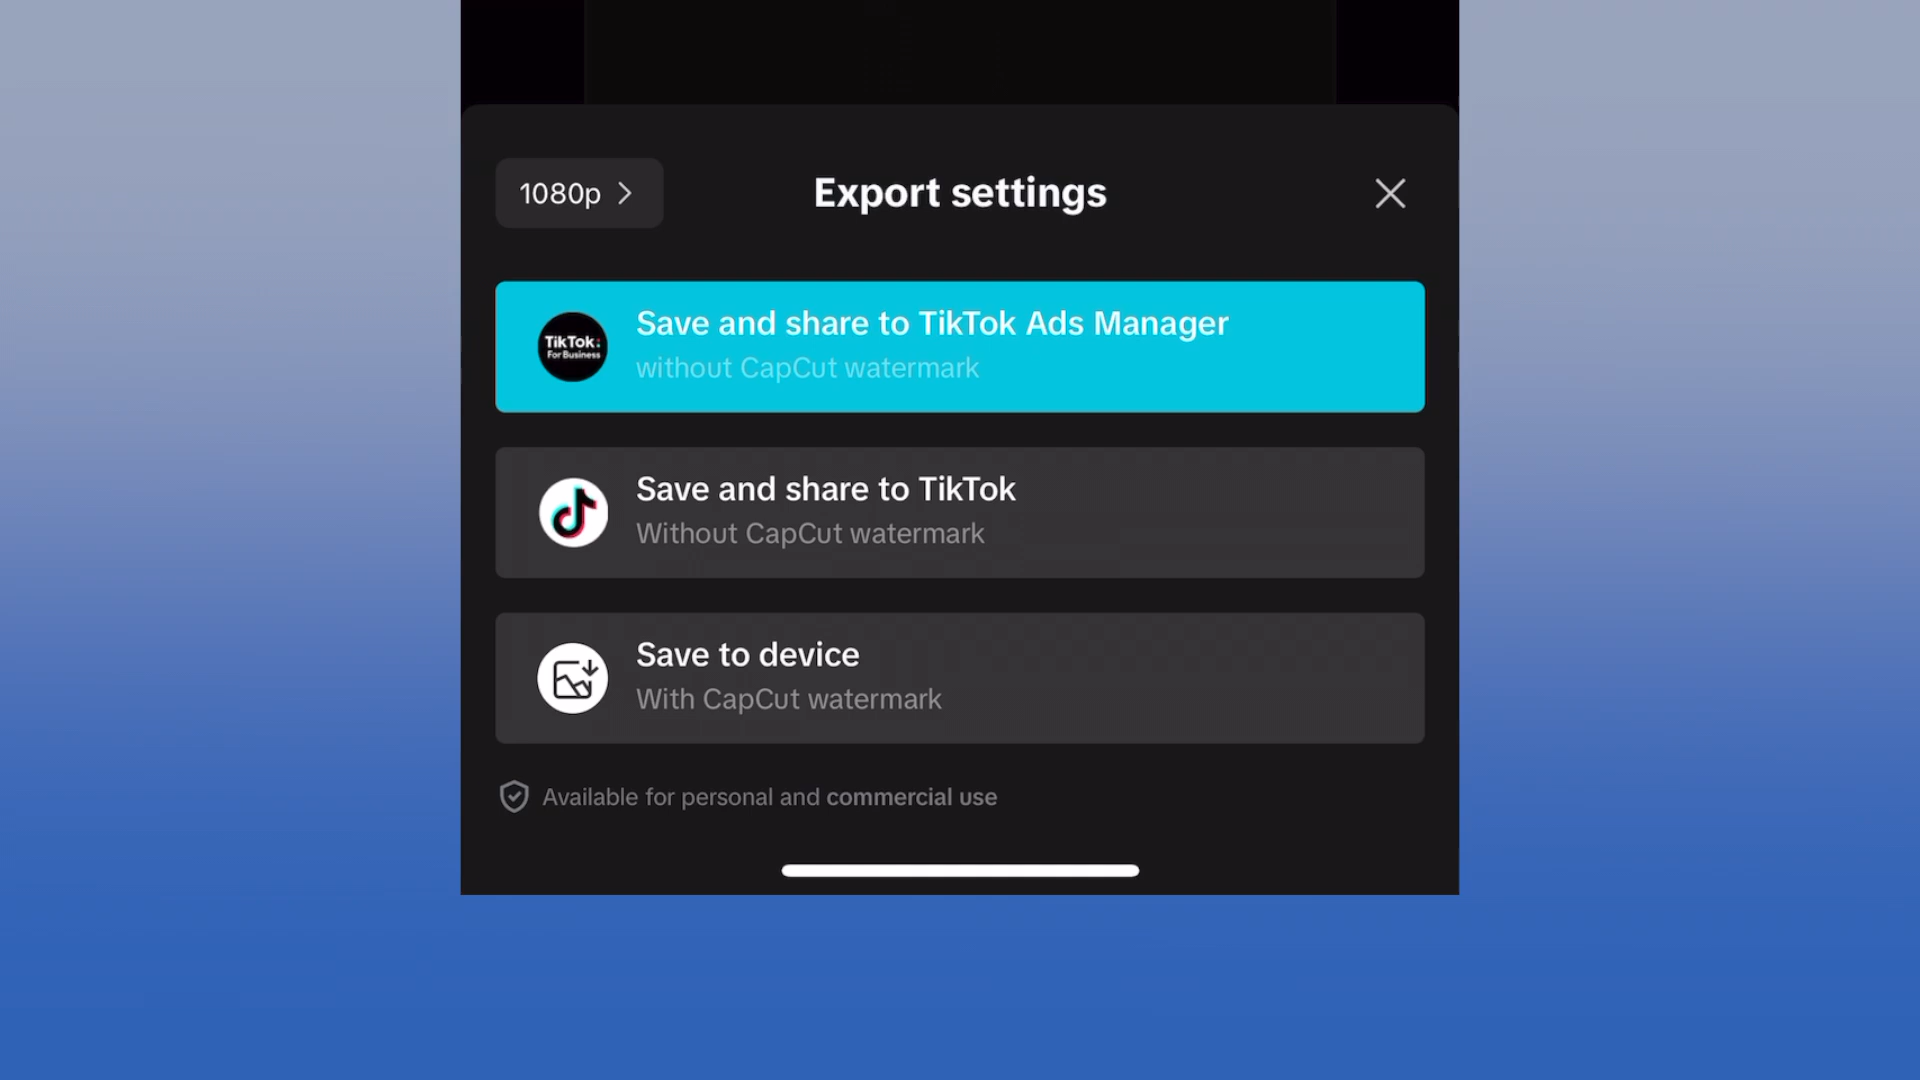 1080p
Export settings
TikTok:
For Business
Save and share to TikTok Ads Manager
without CapCut watermark
Save and share to TikTok
Without CapCut watermark
Save to device
With CapCut watermark
Available for personal and commercial use